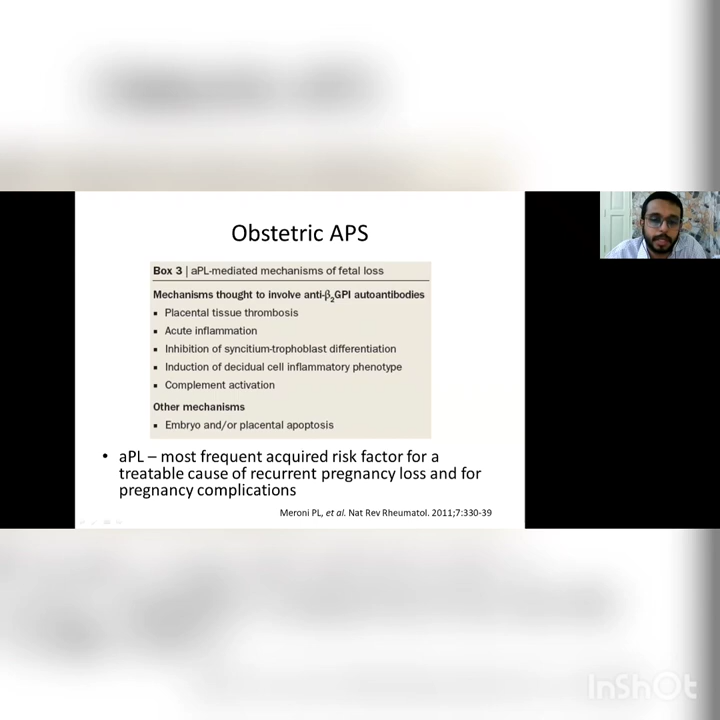 Obstetric APS
Box 3 | aPL-mediated mechanisms of fetal loss
Mechanisms thought to involve anti-β₂GPI autoantibodies
▪ Placental tissue thrombosis
▪ Acute inflammation
▪ Inhibition of syncitium-trophoblast differentiation
▪ Induction of decidual cell inflammatory phenotype
▪ Complement activation
Other mechanisms
▪ Embryo and/or placental apoptosis
• aPL – most frequent acquired risk factor for a
treatable cause of recurrent pregnancy loss and for
pregnancy complications
Meroni PL, et al. Nat Rev Rheumatol. 2011;7:330-39
InShOt